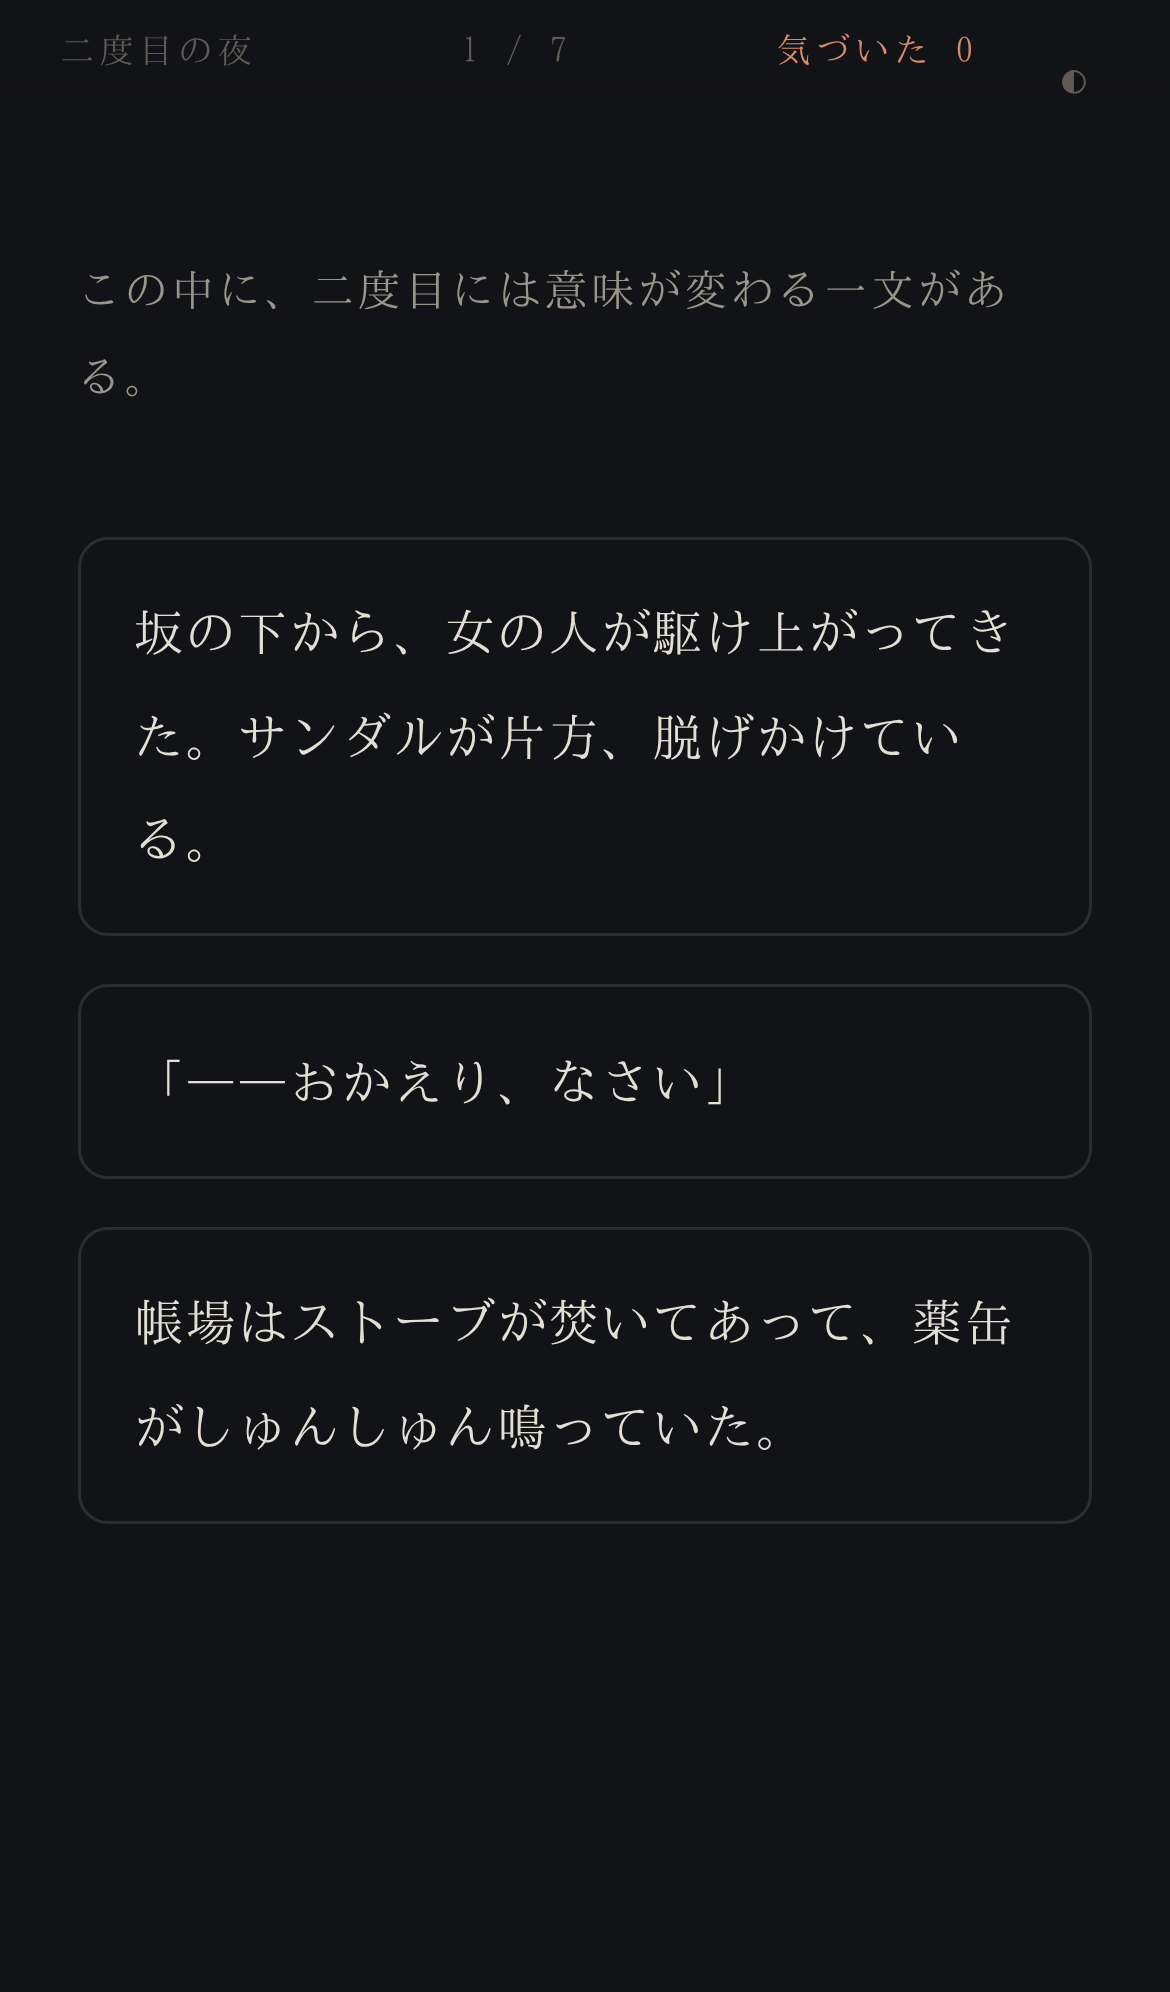 二度目の夜
1 / 7
気づいた 0
この中に、二度目には意味が変わる一文があ
る。
坂の下から、女の人が駆け上がってき
た。サンダルが片方、脱げかけてい
る。
「――おかえり、なさい」
帳場はストーブが焚いてあって、薬缶
がしゅんしゅん鳴っていた。